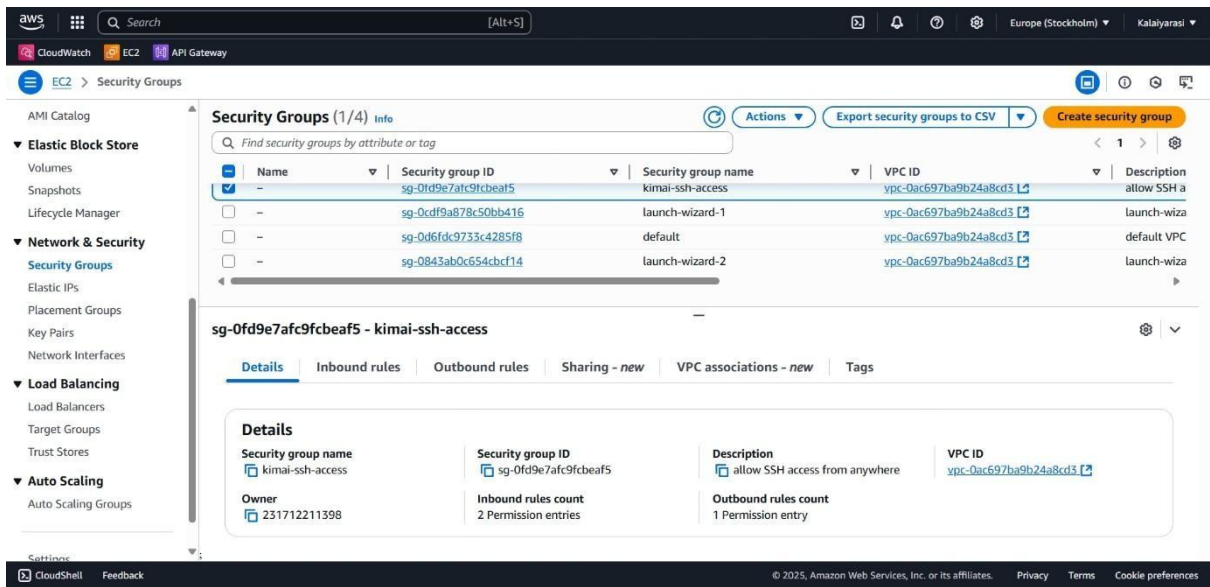 aws Search [Alt+S] Europe (Stockholm) Kalaiyarasi
CloudWatch EC2 API Gateway
EC2 > Security Groups
AMI Catalog
Elastic Block Store
Volumes
Snapshots
Lifecycle Manager
Network & Security
Security Groups
Elastic IPs
Placement Groups
Key Pairs
Network Interfaces
Load Balancing
Load Balancers
Target Groups
Trust Stores
Auto Scaling
Auto Scaling Groups
Settings
Security Groups (1/4) Info Actions Export security groups to CSV Create security group
Find security groups by attribute or tag 1
Name Security group ID Security group name VPC ID Description
– sg-0fd9e7afc9fcbeaf5 kimai-ssh-access vpc-0ac697ba9b24a8cd3 allow SSH a
– sg-0cdf9a878c50bb416 launch-wizard-1 vpc-0ac697ba9b24a8cd3 launch-wiza
– sg-0d6fdc9733c4285f8 default vpc-0ac697ba9b24a8cd3 default VPC
– sg-0843ab0c654cbcf14 launch-wizard-2 vpc-0ac697ba9b24a8cd3 launch-wiza
sg-0fd9e7afc9fcbeaf5 - kimai-ssh-access
Details Inbound rules Outbound rules Sharing - new VPC associations - new Tags
Details
Security group name Security group ID Description VPC ID
kimai-ssh-access sg-0fd9e7afc9fcbeaf5 allow SSH access from anywhere vpc-0ac697ba9b24a8cd3
Owner Inbound rules count Outbound rules count
231712211398 2 Permission entries 1 Permission entry
CloudShell Feedback © 2025, Amazon Web Services, Inc. or its affiliates. Privacy Terms Cookie preferences